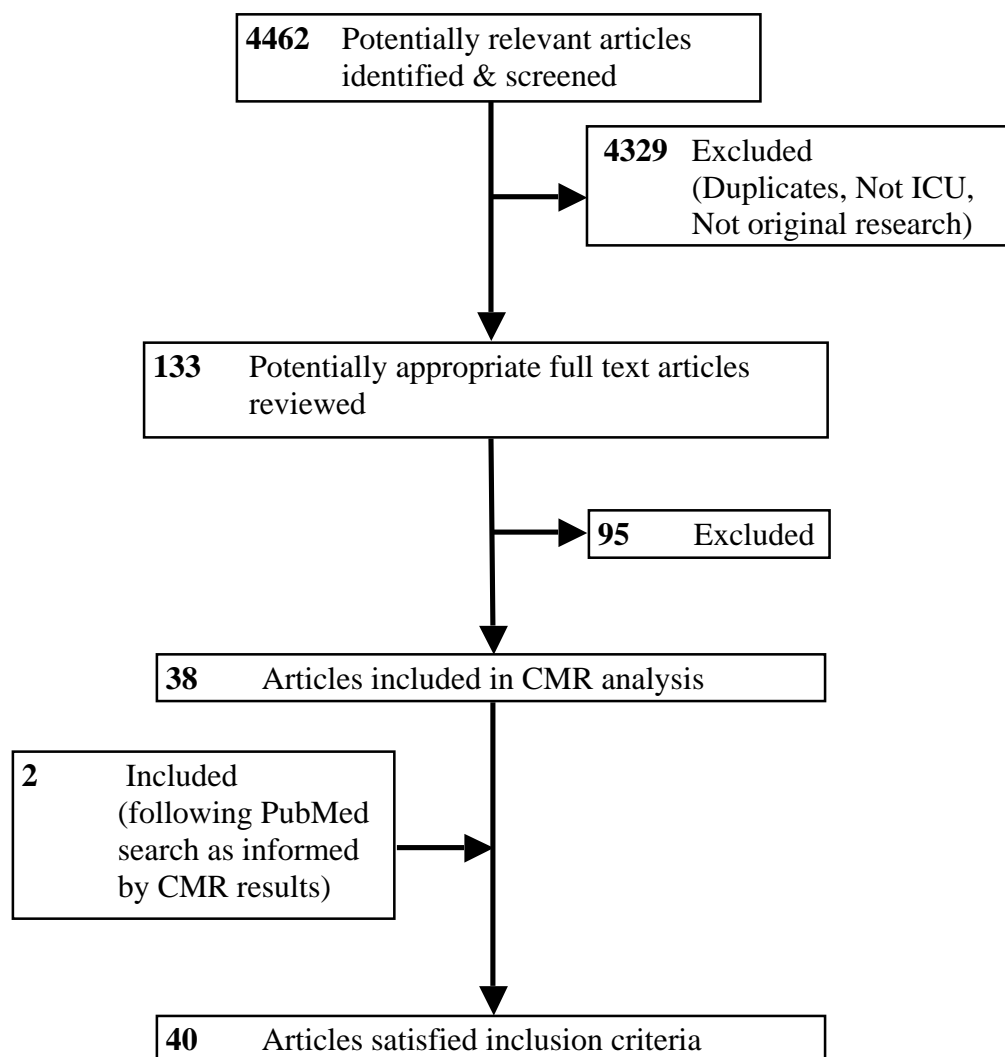 4462 Potentially relevant articles
identified & screened
4329 Excluded
(Duplicates, Not ICU,
Not original research)
133 Potentially appropriate full text articles
reviewed
95 Excluded
38 Articles included in CMR analysis
2 Included
(following PubMed
search as informed
by CMR results)
40 Articles satisfied inclusion criteria